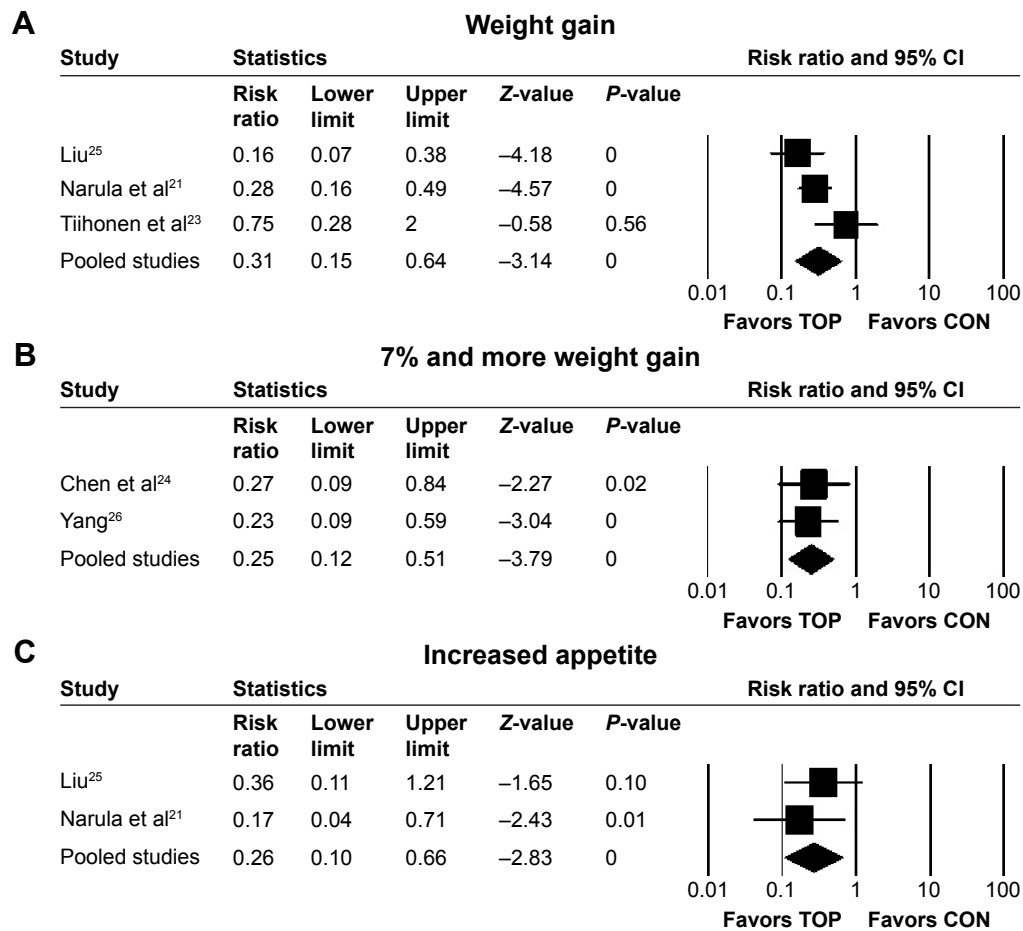 A
Weight gain
Study Statistics Risk ratio and 95% CI
Risk ratio Lower limit Upper limit Z-value P-value
Liu25 0.16 0.07 0.38 –4.18 0
Narula et al21 0.28 0.16 0.49 –4.57 0
Tiihonen et al23 0.75 0.28 2 –0.58 0.56
Pooled studies 0.31 0.15 0.64 –3.14 0
0.01 0.1 1 10 100
Favors TOP Favors CON
B
7% and more weight gain
Study Statistics Risk ratio and 95% CI
Risk ratio Lower limit Upper limit Z-value P-value
Chen et al24 0.27 0.09 0.84 –2.27 0.02
Yang26 0.23 0.09 0.59 –3.04 0
Pooled studies 0.25 0.12 0.51 –3.79 0
0.01 0.1 1 10 100
Favors TOP Favors CON
C
Increased appetite
Study Statistics Risk ratio and 95% CI
Risk ratio Lower limit Upper limit Z-value P-value
Liu25 0.36 0.11 1.21 –1.65 0.10
Narula et al21 0.17 0.04 0.71 –2.43 0.01
Pooled studies 0.26 0.10 0.66 –2.83 0
0.01 0.1 1 10 100
Favors TOP Favors CON